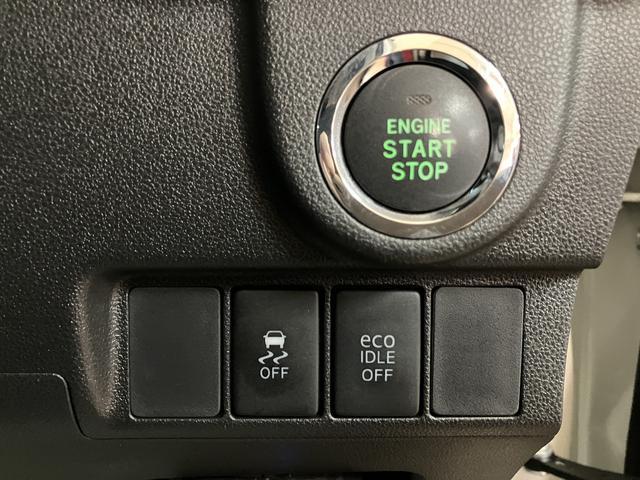 ENGINE
START
STOP
OFF
eco
IDLE
OFF